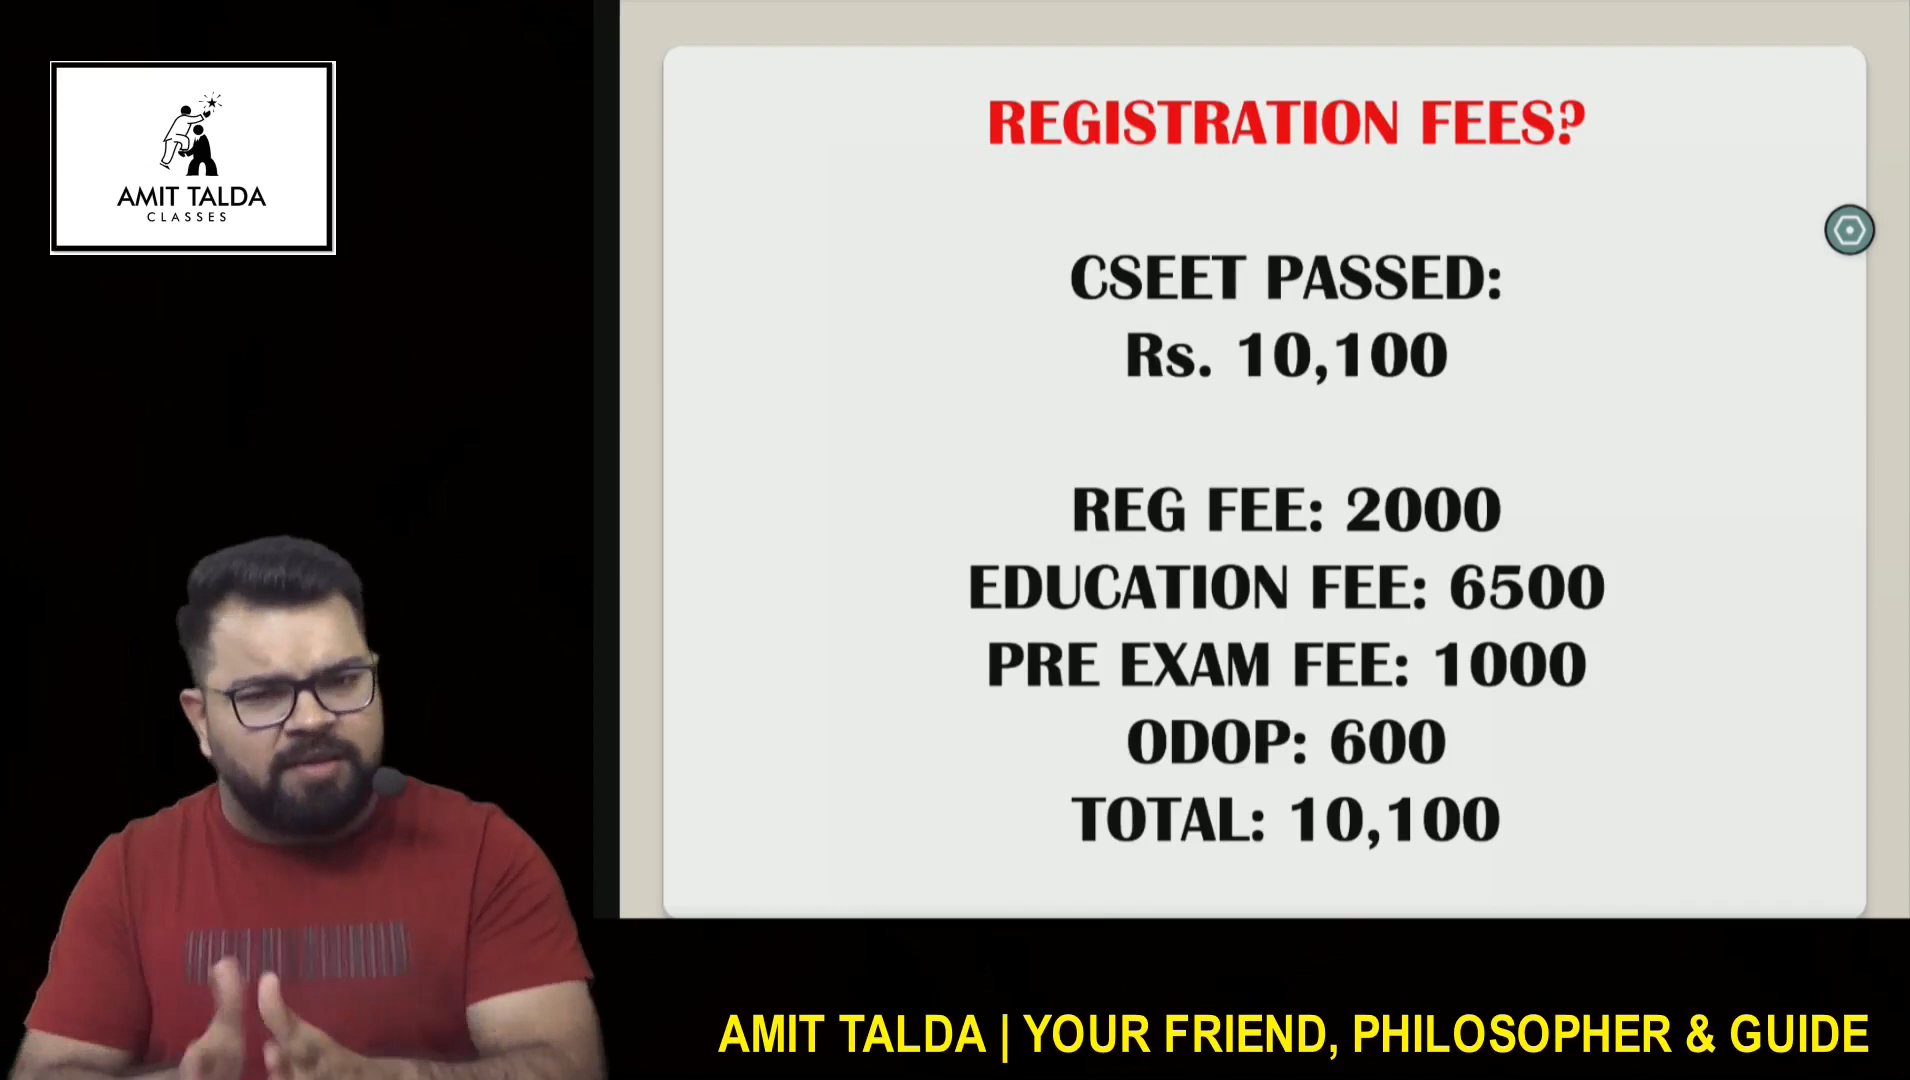 AMIT TALDA
CLASSES
REGISTRATION FEES?
CSEET PASSED:
Rs. 10,100
REG FEE: 2000
EDUCATION FEE: 6500
PRE EXAM FEE: 1000
ODOP: 600
TOTAL: 10,100
AMIT TALDA | YOUR FRIEND, PHILOSOPHER & GUIDE